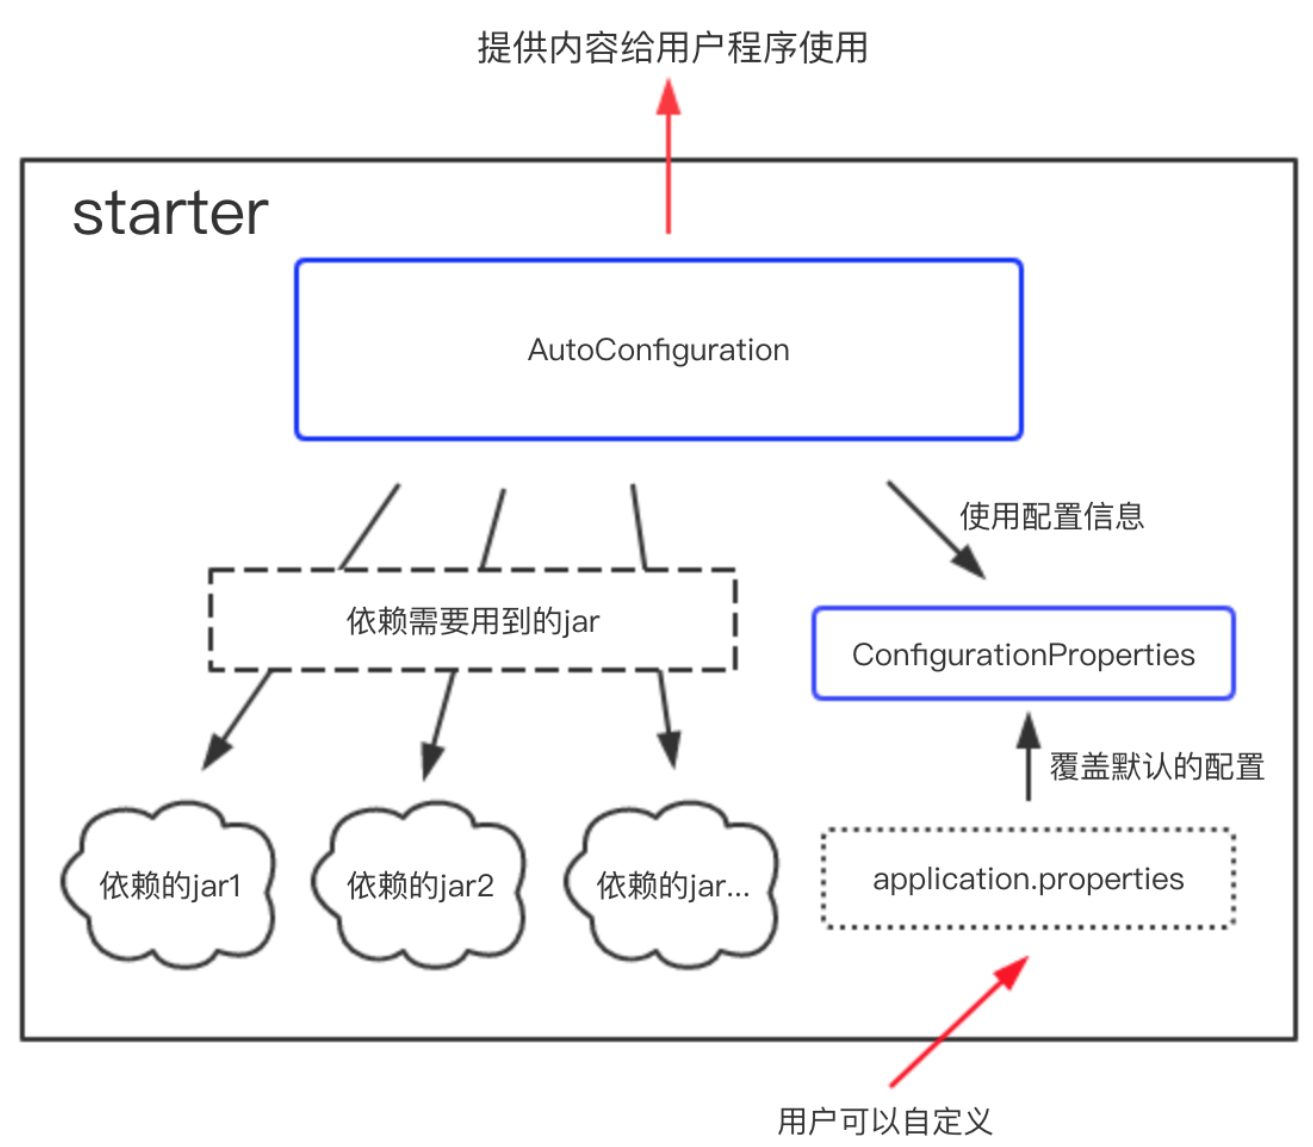 提供内容给用户程序使用
starter
AutoConfiguration
使用配置信息
依赖需要用到的jar
ConfigurationProperties
覆盖默认的配置
依赖的jar1
依赖的jar2
依赖的jar...
application.properties
用户可以自定义